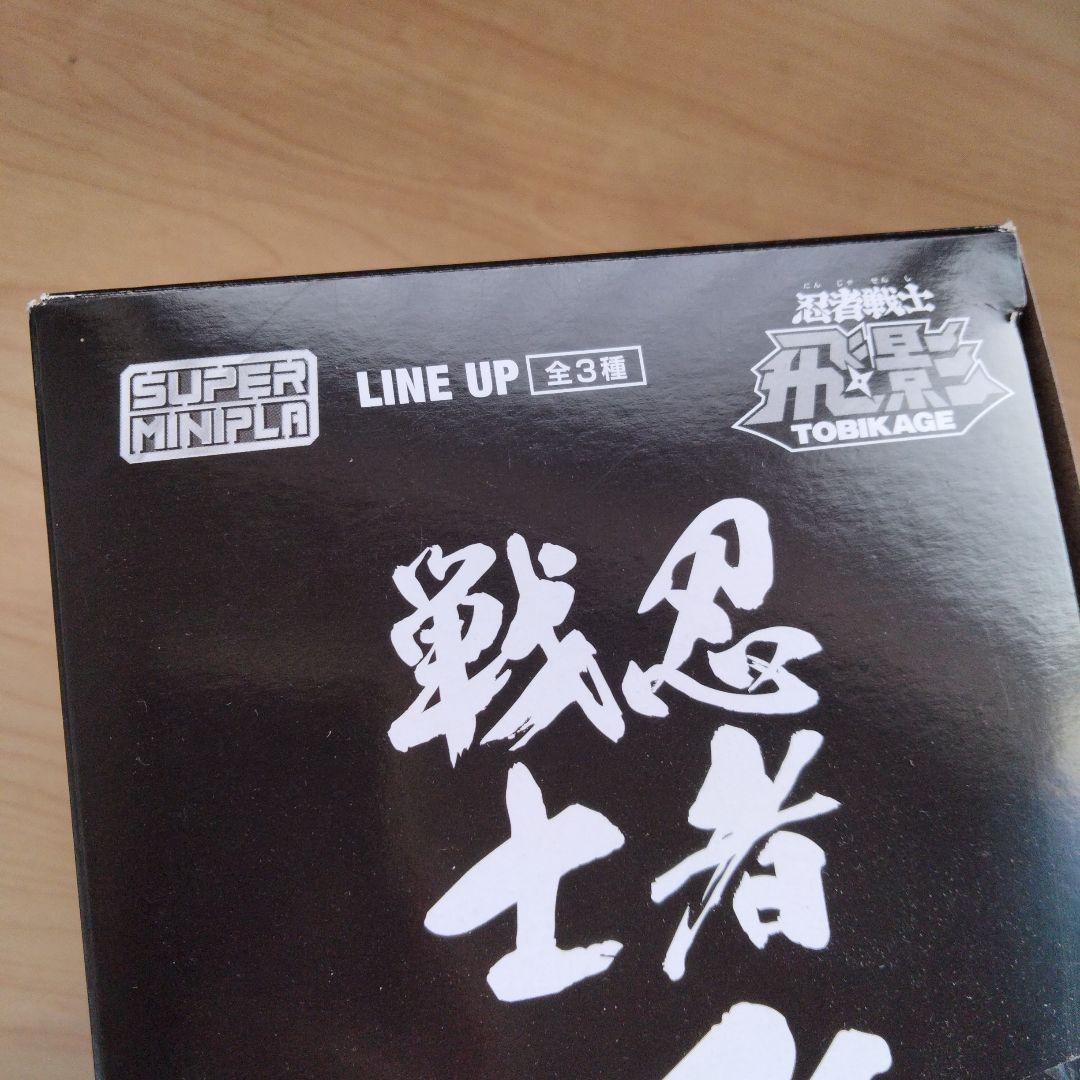 SUPER
MINIPLA
LINE UP 全3種
にん じゃ せん し
忍者戦士
飛影
TOBIKAGE
忍者
戦士